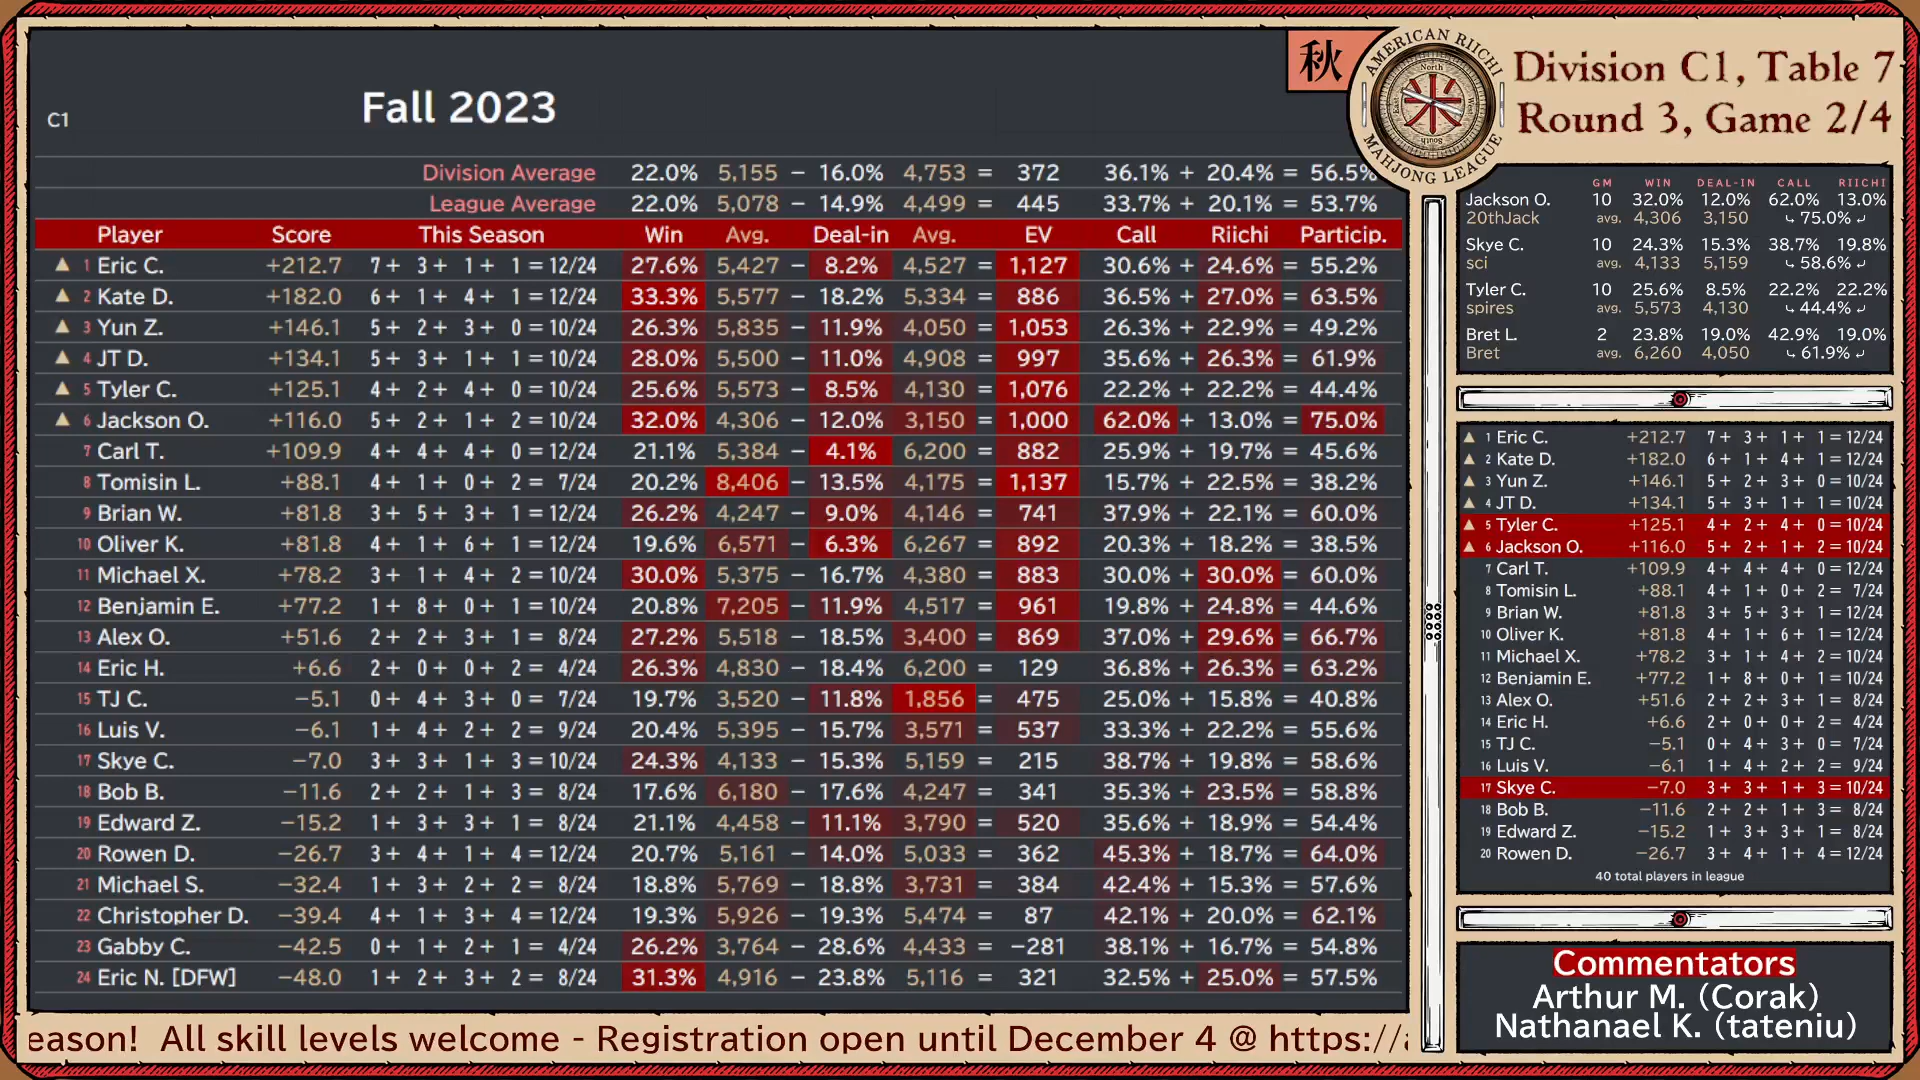 C1
Fall 2023
Division Average 22.0% 5,155 − 16.0% 4,753 = 372 36.1% + 20.4% = 56.5%
League Average 22.0% 5,078 − 14.9% 4,499 = 445 33.7% + 20.1% = 53.7%
Player Score This Season Win Avg. Deal-in Avg. EV Call Riichi Particip.
▲ 1 Eric C. +212.7 7 + 3 + 1 + 1 = 12/24 27.6% 5,427 − 8.2% 4,527 = 1,127 30.6% + 24.6% = 55.2%
▲ 2 Kate D. +182.0 6 + 1 + 4 + 1 = 12/24 33.3% 5,577 − 18.2% 5,334 = 886 36.5% + 27.0% = 63.5%
▲ 3 Yun Z. +146.1 5 + 2 + 3 + 0 = 10/24 26.3% 5,835 − 11.9% 4,050 = 1,053 26.3% + 22.9% = 49.2%
▲ 4 JT D. +134.1 5 + 3 + 1 + 1 = 10/24 28.0% 5,500 − 11.0% 4,908 = 997 35.6% + 26.3% = 61.9%
▲ 5 Tyler C. +125.1 4 + 2 + 4 + 0 = 10/24 25.6% 5,573 − 8.5% 4,130 = 1,076 22.2% + 22.2% = 44.4%
▲ 6 Jackson O. +116.0 5 + 2 + 1 + 2 = 10/24 32.0% 4,306 − 12.0% 3,150 = 1,000 62.0% + 13.0% = 75.0%
7 Carl T. +109.9 4 + 4 + 4 + 0 = 12/24 21.1% 5,384 − 4.1% 6,200 = 882 25.9% + 19.7% = 45.6%
8 Tomisin L. +88.1 4 + 1 + 0 + 2 = 7/24 20.2% 8,406 − 13.5% 4,175 = 1,137 15.7% + 22.5% = 38.2%
9 Brian W. +81.8 3 + 5 + 3 + 1 = 12/24 26.2% 4,247 − 9.0% 4,146 = 741 37.9% + 22.1% = 60.0%
10 Oliver K. +81.8 4 + 1 + 6 + 1 = 12/24 19.6% 6,571 − 6.3% 6,267 = 892 20.3% + 18.2% = 38.5%
11 Michael X. +78.2 3 + 1 + 4 + 2 = 10/24 30.0% 5,375 − 16.7% 4,380 = 883 30.0% + 30.0% = 60.0%
12 Benjamin E. +77.2 1 + 8 + 0 + 1 = 10/24 20.8% 7,205 − 11.9% 4,517 = 961 19.8% + 24.8% = 44.6%
13 Alex O. +51.6 2 + 2 + 3 + 1 = 8/24 27.2% 5,518 − 18.5% 3,400 = 869 37.0% + 29.6% = 66.7%
14 Eric H. +6.6 2 + 0 + 0 + 2 = 4/24 26.3% 4,830 − 18.4% 6,200 = 129 36.8% + 26.3% = 63.2%
15 TJ C. −5.1 0 + 4 + 3 + 0 = 7/24 19.7% 3,520 − 11.8% 1,856 = 475 25.0% + 15.8% = 40.8%
16 Luis V. −6.1 1 + 4 + 2 + 2 = 9/24 20.4% 5,395 − 15.7% 3,571 = 537 33.3% + 22.2% = 55.6%
17 Skye C. −7.0 3 + 3 + 1 + 3 = 10/24 24.3% 4,133 − 15.3% 5,159 = 215 38.7% + 19.8% = 58.6%
18 Bob B. −11.6 2 + 2 + 1 + 3 = 8/24 17.6% 6,180 − 17.6% 4,247 = 341 35.3% + 23.5% = 58.8%
19 Edward Z. −15.2 1 + 3 + 3 + 1 = 8/24 21.1% 4,458 − 11.1% 3,790 = 520 35.6% + 18.9% = 54.4%
20 Rowen D. −26.7 3 + 4 + 1 + 4 = 12/24 20.7% 5,161 − 14.0% 5,033 = 362 45.3% + 18.7% = 64.0%
21 Michael S. −32.4 1 + 3 + 2 + 2 = 8/24 18.8% 5,769 − 18.8% 3,731 = 384 42.4% + 15.3% = 57.6%
22 Christopher D. −39.4 4 + 1 + 3 + 4 = 12/24 19.3% 5,926 − 19.3% 5,474 = 87 42.1% + 20.0% = 62.1%
23 Gabby C. −42.5 0 + 1 + 2 + 1 = 4/24 26.2% 3,764 − 28.6% 4,433 = −281 38.1% + 16.7% = 54.8%
24 Eric N. [DFW] −48.0 1 + 2 + 3 + 2 = 8/24 31.3% 4,916 − 23.8% 5,116 = 321 32.5% + 25.0% = 57.5%
eason! All skill levels welcome - Registration open until December 4 @ https://a
秋
AMERICAN RIICHI
North
East
West
South
MAHJONG LEAGUE
Division C1, Table 7
Round 3, Game 2/4
GM WIN DEAL-IN CALL RIICHI
Jackson O. 10 32.0% 12.0% 62.0% 13.0%
20thJack avg. 4,306 3,150 ⤷ 75.0% ⤶
Skye C. 10 24.3% 15.3% 38.7% 19.8%
sci avg. 4,133 5,159 ⤷ 58.6% ⤶
Tyler C. 10 25.6% 8.5% 22.2% 22.2%
spires avg. 5,573 4,130 ⤷ 44.4% ⤶
Bret L. 2 23.8% 19.0% 42.9% 19.0%
Bret avg. 6,260 4,050 ⤷ 61.9% ⤶
▲ 1 Eric C. +212.7 7 + 3 + 1 + 1 = 12/24
▲ 2 Kate D. +182.0 6 + 1 + 4 + 1 = 12/24
▲ 3 Yun Z. +146.1 5 + 2 + 3 + 0 = 10/24
▲ 4 JT D. +134.1 5 + 3 + 1 + 1 = 10/24
▲ 5 Tyler C. +125.1 4 + 2 + 4 + 0 = 10/24
▲ 6 Jackson O. +116.0 5 + 2 + 1 + 2 = 10/24
7 Carl T. +109.9 4 + 4 + 4 + 0 = 12/24
8 Tomisin L. +88.1 4 + 1 + 0 + 2 = 7/24
9 Brian W. +81.8 3 + 5 + 3 + 1 = 12/24
10 Oliver K. +81.8 4 + 1 + 6 + 1 = 12/24
11 Michael X. +78.2 3 + 1 + 4 + 2 = 10/24
12 Benjamin E. +77.2 1 + 8 + 0 + 1 = 10/24
13 Alex O. +51.6 2 + 2 + 3 + 1 = 8/24
14 Eric H. +6.6 2 + 0 + 0 + 2 = 4/24
15 TJ C. −5.1 0 + 4 + 3 + 0 = 7/24
16 Luis V. −6.1 1 + 4 + 2 + 2 = 9/24
17 Skye C. −7.0 3 + 3 + 1 + 3 = 10/24
18 Bob B. −11.6 2 + 2 + 1 + 3 = 8/24
19 Edward Z. −15.2 1 + 3 + 3 + 1 = 8/24
20 Rowen D. −26.7 3 + 4 + 1 + 4 = 12/24
40 total players in league
Commentators
Arthur M. (Corak)
Nathanael K. (tateniu)